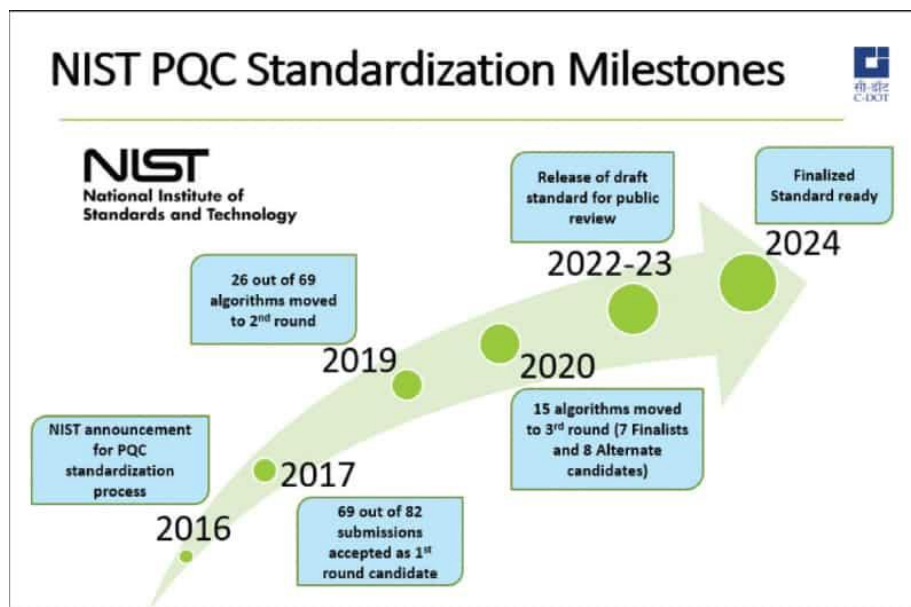 NIST PQC Standardization Milestones
सी-डॉट
C-DOT
NIST
National Institute of
Standards and Technology
NIST announcement
for PQC
standardization
process
2016
2017
69 out of 82
submissions
accepted as 1st
round candidate
26 out of 69
algorithms moved
to 2nd round
2019
2020
15 algorithms moved
to 3rd round (7 Finalists
and 8 Alternate
candidates)
Release of draft
standard for public
review
2022-23
Finalized
Standard ready
2024